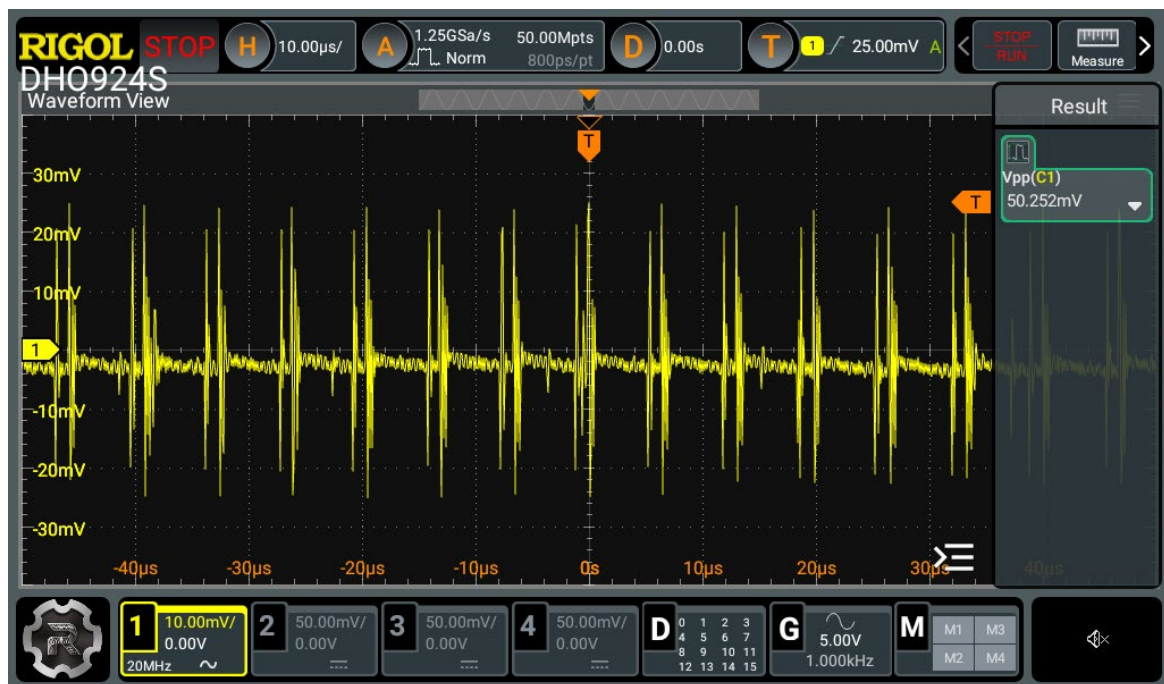 RIGOL STOP H 10.00µs/ A 1.25GSa/s 50.00Mpts D 0.00s T 1 25.00mV A STOP
Norm 800ps/pt RUN Measure
DHO924S
Waveform View
Result
T
30mV
Vpp(C1)
T 50.252mV
20mV
10mV
1
-10mV
-20mV
-30mV
-40µs -30µs -20µs -10µs 0s 10µs 20µs 30µs 40µs
R
1 10.00mV/ 2 50.00mV/ 3 50.00mV/ 4 50.00mV/ D 0 1 2 3 G 5.00V M M1 M3
0.00V 0.00V 0.00V 0.00V 4 5 6 7 1.000kHz M2 M4
20MHz 8 9 10 11
12 13 14 15